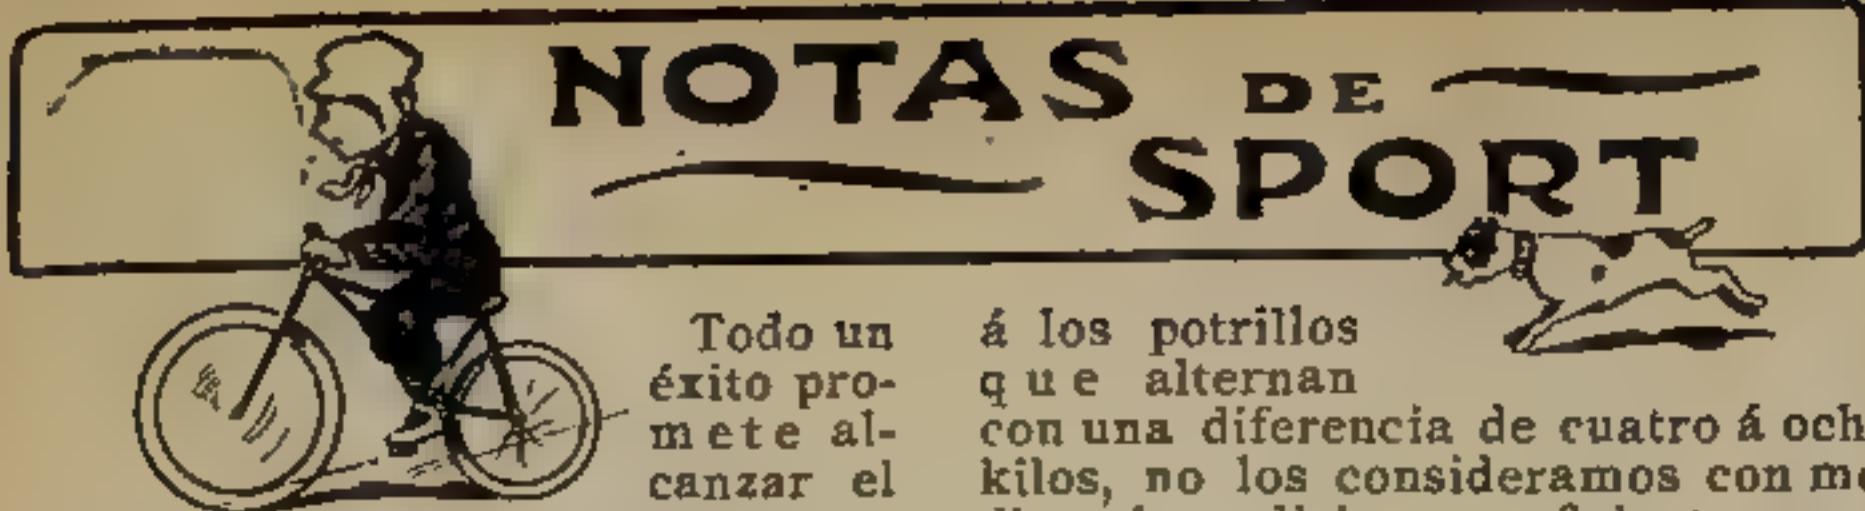 NOTAS DE
SPORT
Todo un
éxito pro-
mete al-
canzar el
á los potrillos
que alternan
con una diferencia de cuatro á och
kilos, no los consideramos con